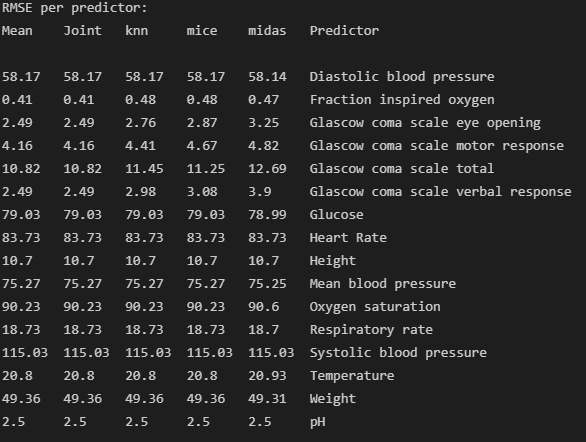 RMSE per predictor:
Mean Joint knn mice midas Predictor
58.17 58.17 58.17 58.17 58.14 Diastolic blood pressure
0.41 0.41 0.48 0.48 0.47 Fraction inspired oxygen
2.49 2.49 2.76 2.87 3.25 Glascow coma scale eye opening
4.16 4.16 4.41 4.67 4.82 Glascow coma scale motor response
10.82 10.82 11.45 11.25 12.69 Glascow coma scale total
2.49 2.49 2.98 3.08 3.9 Glascow coma scale verbal response
79.03 79.03 79.03 79.03 78.99 Glucose
83.73 83.73 83.73 83.73 83.73 Heart Rate
10.7 10.7 10.7 10.7 10.7 Height
75.27 75.27 75.27 75.27 75.25 Mean blood pressure
90.23 90.23 90.23 90.23 90.6 Oxygen saturation
18.73 18.73 18.73 18.73 18.7 Respiratory rate
115.03 115.03 115.03 115.03 115.03 Systolic blood pressure
20.8 20.8 20.8 20.8 20.93 Temperature
49.36 49.36 49.36 49.36 49.31 Weight
2.5 2.5 2.5 2.5 2.5 pH